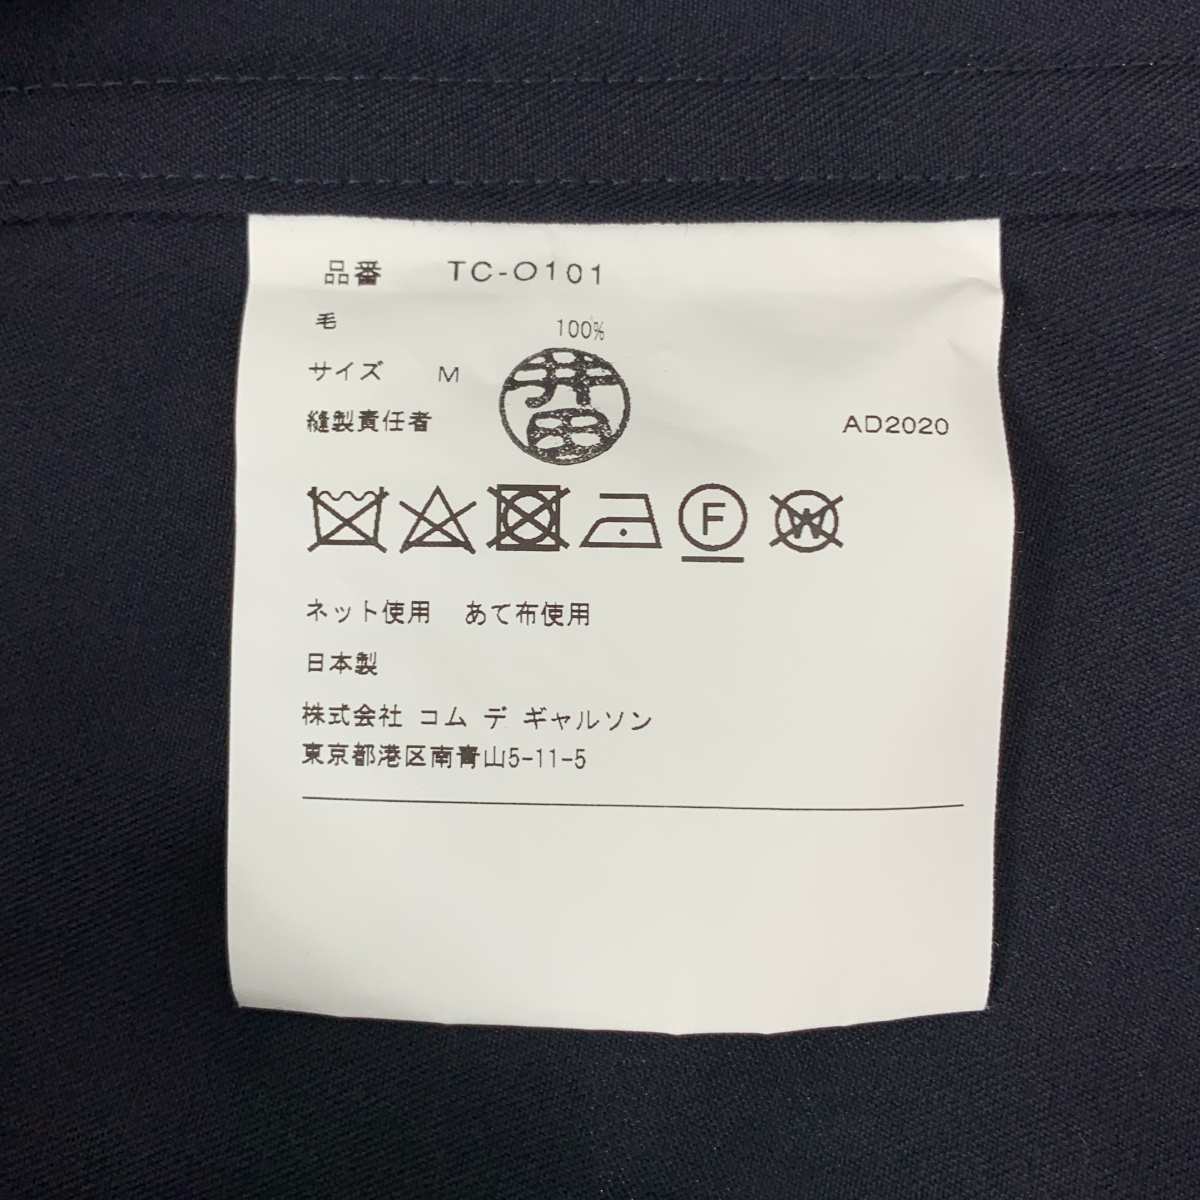 品番 TC-O101
毛 100%
サイズ M
縫製責任者 井田 AD2020
F W
ネット使用 あて布使用
日本製
株式会社 コム デ ギャルソン
東京都港区南青山5-11-5